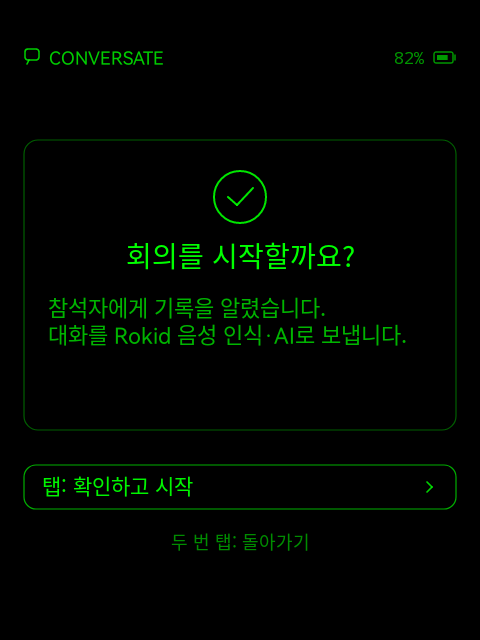 CONVERSATE
82%
회의를 시작할까요?
참석자에게 기록을 알렸습니다.
대화를 Rokid 음성 인식·AI로 보냅니다.
탭: 확인하고 시작
두 번 탭: 돌아가기